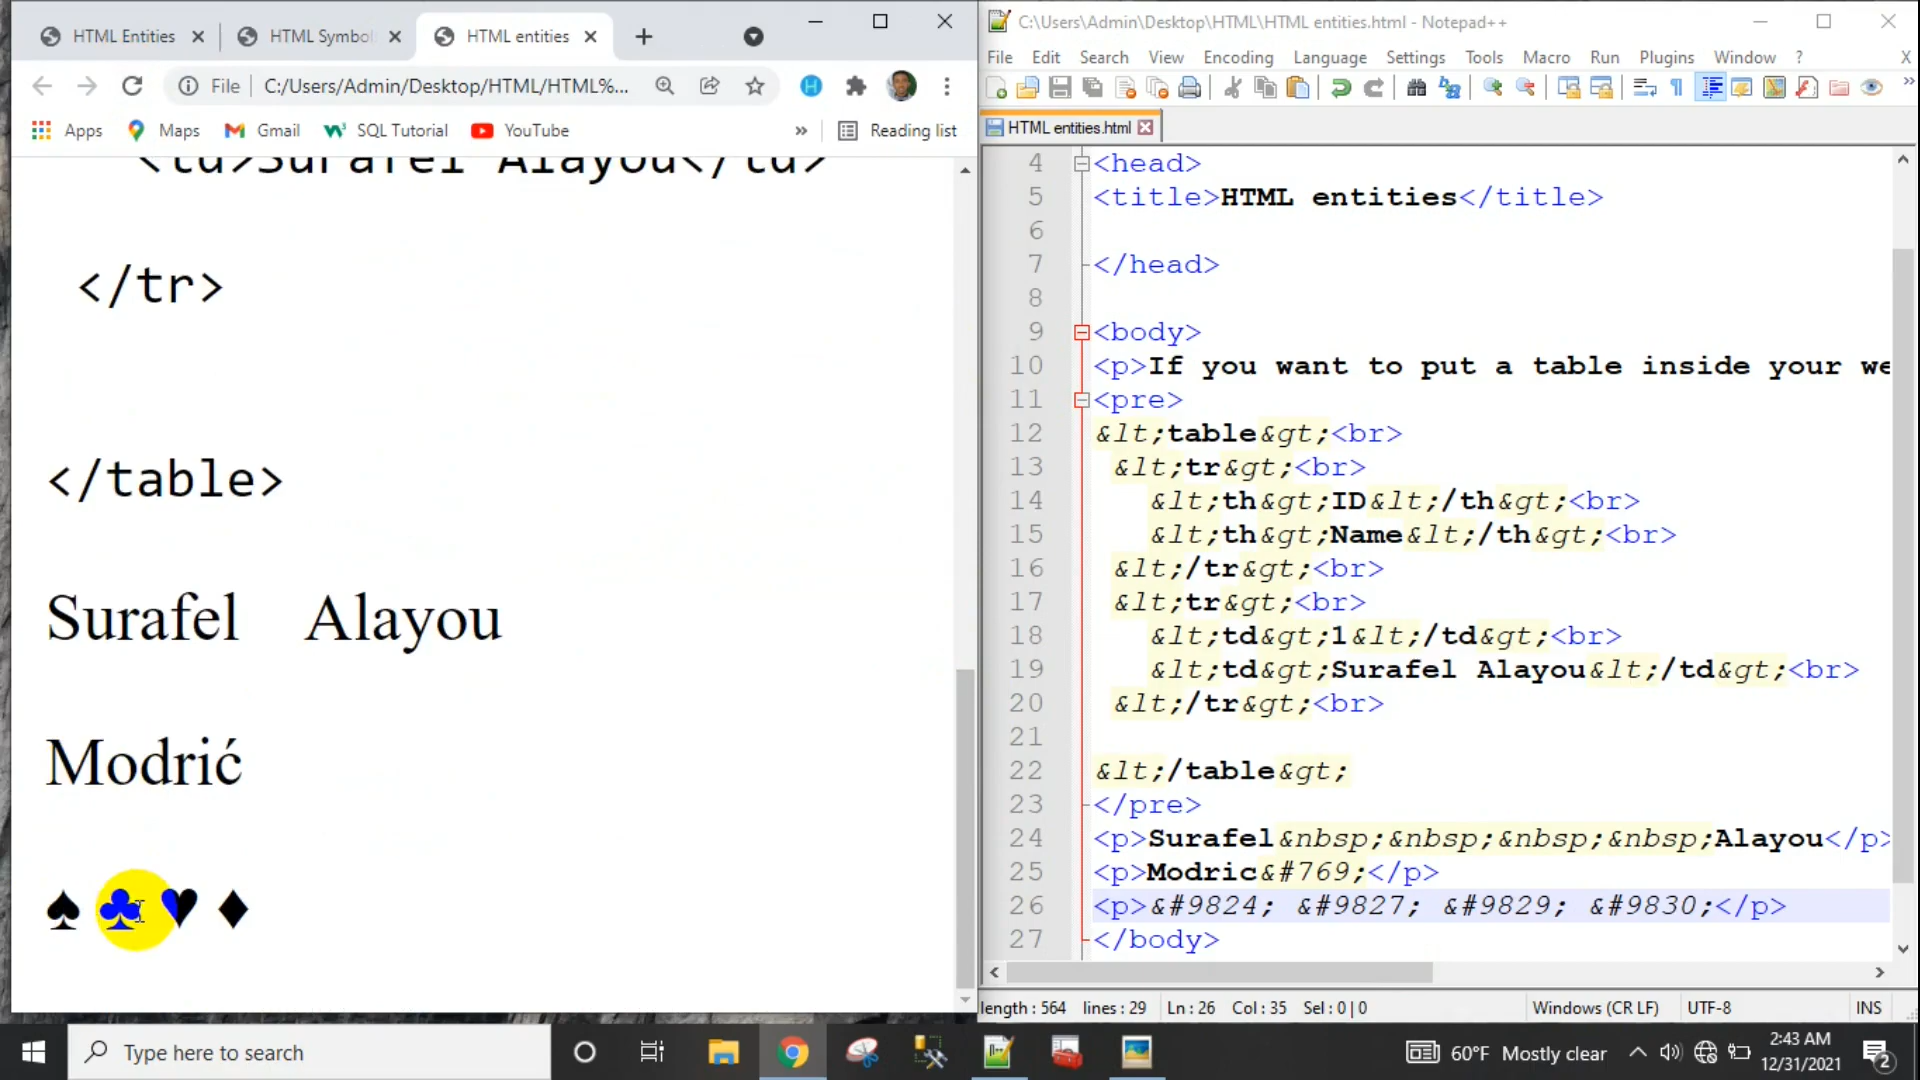 HTML Entities
HTML Symbol
HTML entities
File
C:/Users/Admin/Desktop/HTML/HTML%...
Apps
Maps
Gmail
SQL Tutorial
YouTube
»
Reading list
<td>Surafel Alayou</td>
</tr>
</table>
Surafel Alayou
Modrić
♠ ♣ ♥ ♦
C:\Users\Admin\Desktop\HTML\HTML entities.html - Notepad++
File Edit Search View Encoding Language Settings Tools Macro Run Plugins Window ? X
HTML entities.html
4 <head>
5 <title>HTML entities</title>
6
7 </head>
8
9 <body>
10 <p>If you want to put a table inside your we
11 <pre>
12 &lt;table&gt;<br>
13 &lt;tr&gt;<br>
14 &lt;th&gt;ID&lt;/th&gt;<br>
15 &lt;th&gt;Name&lt;/th&gt;<br>
16 &lt;/tr&gt;<br>
17 &lt;tr&gt;<br>
18 &lt;td&gt;1&lt;/td&gt;<br>
19 &lt;td&gt;Surafel Alayou&lt;/td&gt;<br>
20 &lt;/tr&gt;<br>
21
22 &lt;/table&gt;
23 </pre>
24 <p>Surafel&nbsp;&nbsp;&nbsp;&nbsp;Alayou</p>
25 <p>Modric&#769;</p>
26 <p>&#9824; &#9827; &#9829; &#9830;</p>
27 </body>
length : 564 lines : 29 Ln : 26 Col : 35 Sel : 0 | 0 Windows (CR LF) UTF-8 INS
Type here to search
60°F Mostly clear
2:43 AM
12/31/2021
2